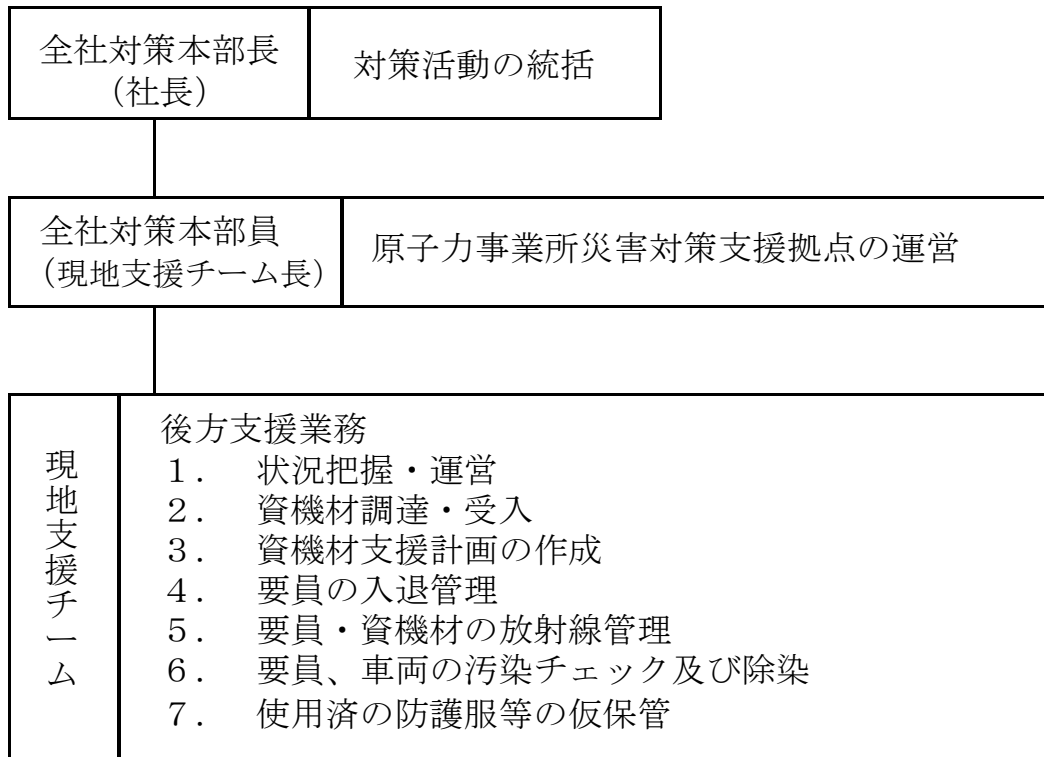 全社対策本部長
（社長）
対策活動の統括
全社対策本部員
（現地支援チーム長）
原子力事業所災害対策支援拠点の運営
現地支援チーム
後方支援業務
１．　状況把握・運営
２．　資機材調達・受入
３．　資機材支援計画の作成
４．　要員の入退管理
５．　要員・資機材の放射線管理
６．　要員、車両の汚染チェック及び除染
７．　使用済の防護服等の仮保管